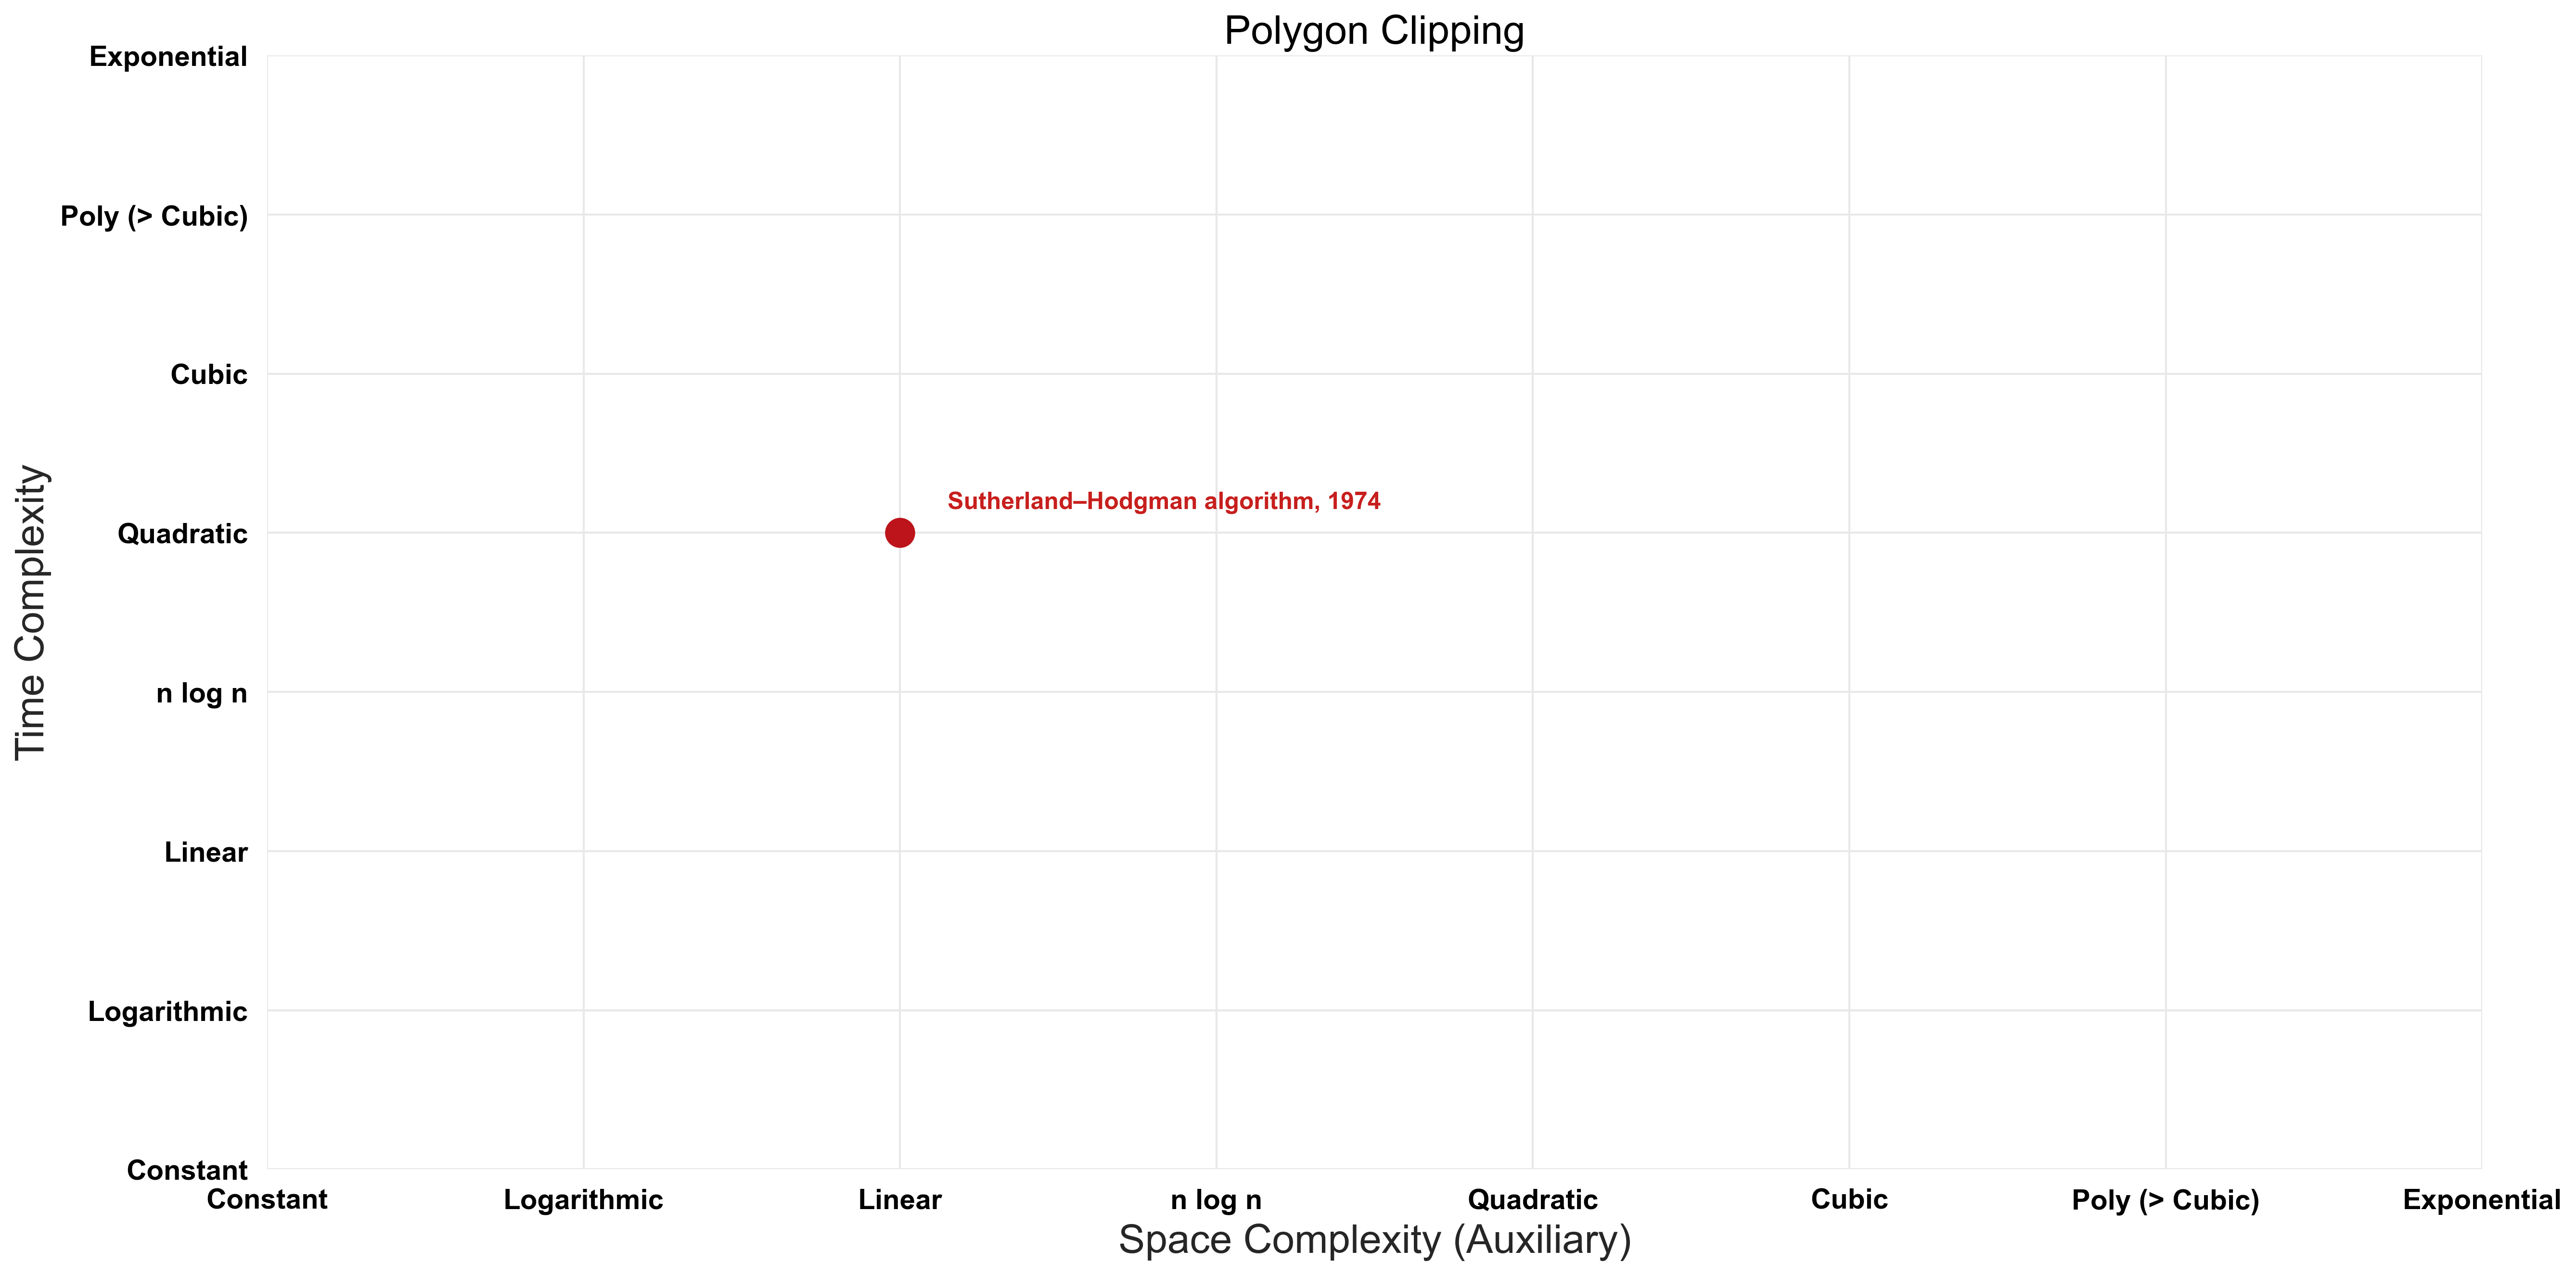 Polygon Clipping
Exponential
Poly (> Cubic)
Cubic
Quadratic
n log n
Linear
Logarithmic
Constant
Time Complexity
Sutherland–Hodgman algorithm, 1974
Constant Logarithmic Linear n log n Quadratic Cubic Poly (> Cubic) Exponential
Space Complexity (Auxiliary)